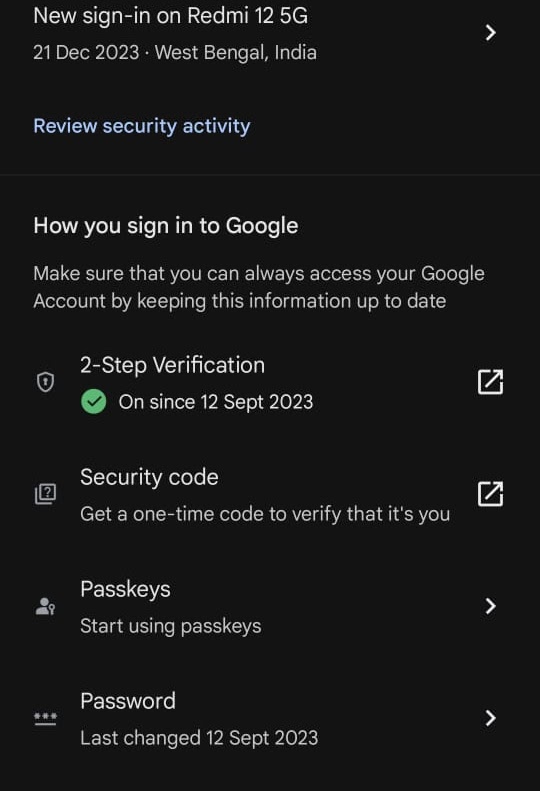 New sign-in on Redmi 12 5G
21 Dec 2023 · West Bengal, India
Review security activity
How you sign in to Google
Make sure that you can always access your Google
Account by keeping this information up to date
2-Step Verification
On since 12 Sept 2023
Security code
Get a one-time code to verify that it's you
Passkeys
Start using passkeys
Password
Last changed 12 Sept 2023